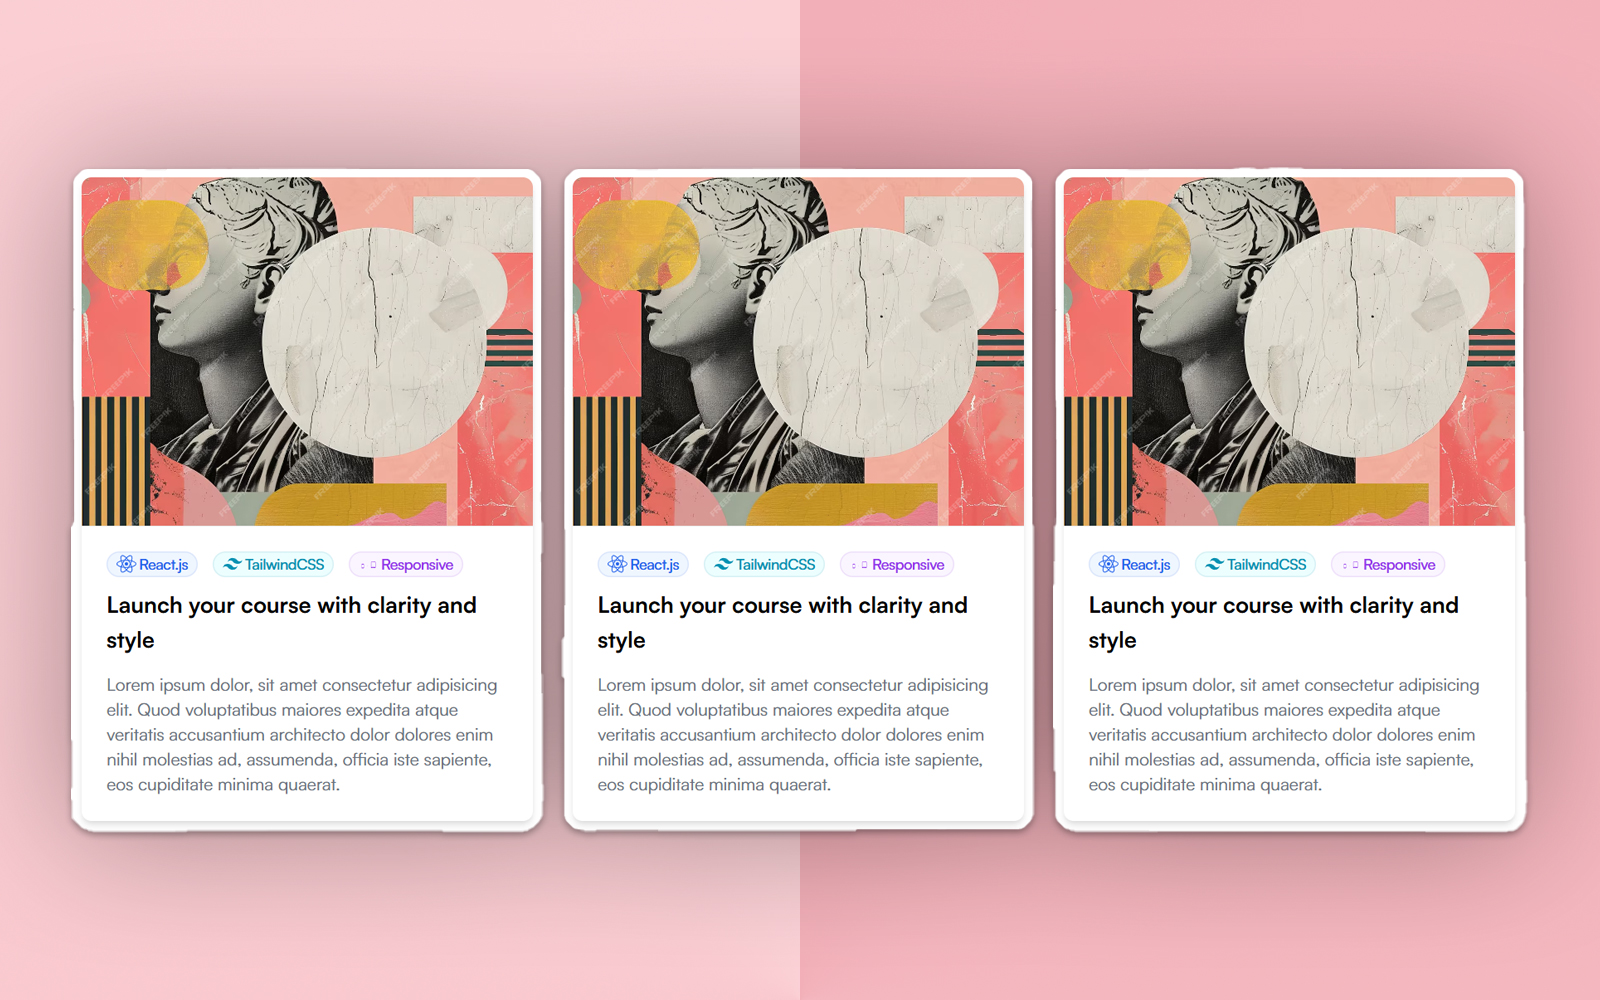 React.js TailwindCSS Responsive
Launch your course with clarity and
style
Lorem ipsum dolor, sit amet consectetur adipisicing
elit. Quod voluptatibus maiores expedita atque
veritatis accusantium architecto dolor dolores enim
nihil molestias ad, assumenda, officia iste sapiente,
eos cupiditate minima quaerat.
React.js TailwindCSS Responsive
Launch your course with clarity and
style
Lorem ipsum dolor, sit amet consectetur adipisicing
elit. Quod voluptatibus maiores expedita atque
veritatis accusantium architecto dolor dolores enim
nihil molestias ad, assumenda, officia iste sapiente,
eos cupiditate minima quaerat.
React.js TailwindCSS Responsive
Launch your course with clarity and
style
Lorem ipsum dolor, sit amet consectetur adipisicing
elit. Quod voluptatibus maiores expedita atque
veritatis accusantium architecto dolor dolores enim
nihil molestias ad, assumenda, officia iste sapiente,
eos cupiditate minima quaerat.